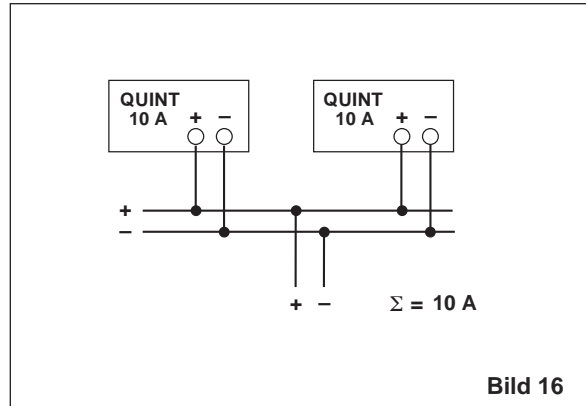 QUINT
10 A + −
QUINT
10 A + −
+
−
+ − Σ = 10 A
Bild 16